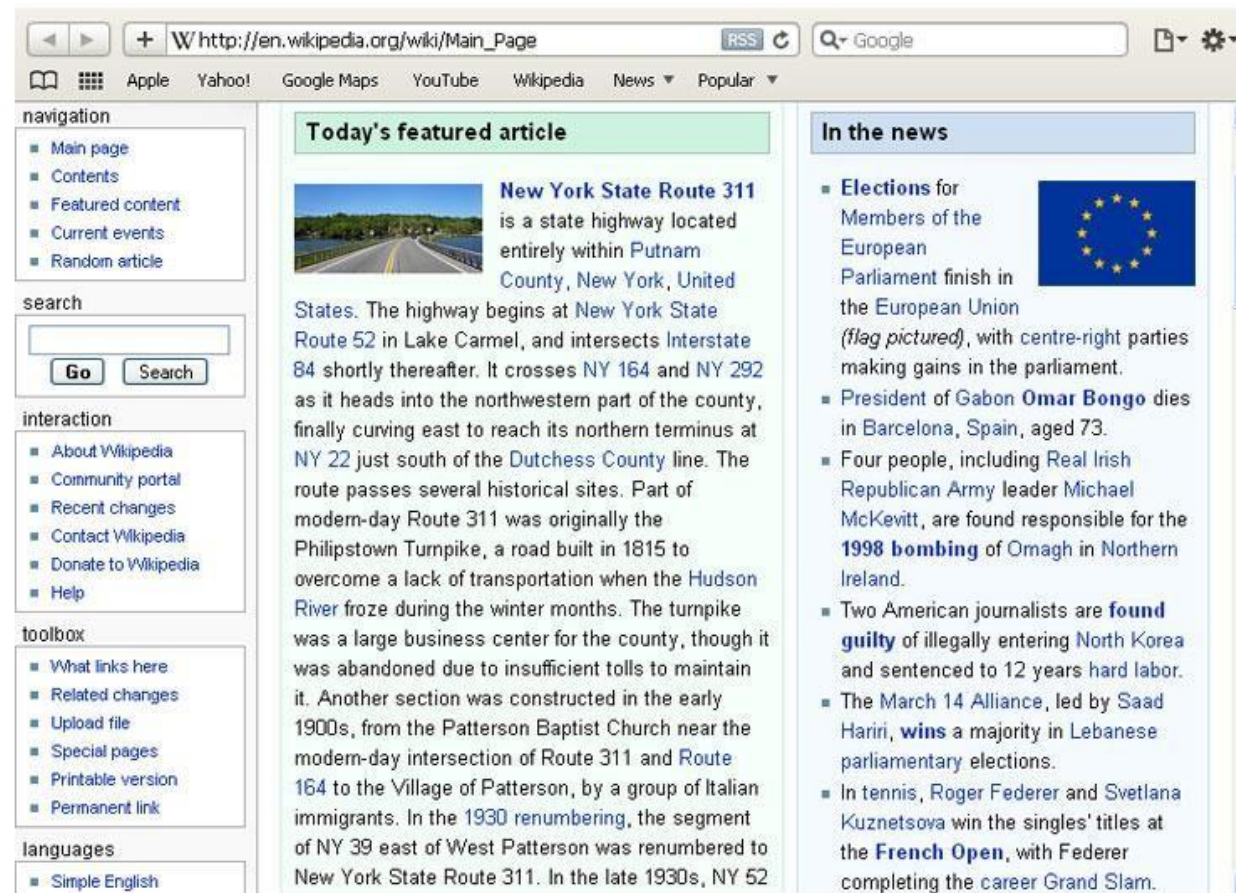 W http://en.wikipedia.org/wiki/Main_Page RSS Google
Apple Yahoo! Google Maps YouTube Wikipedia News Popular
navigation
Main page
Contents
Featured content
Current events
Random article
search
Go Search
interaction
About Wikipedia
Community portal
Recent changes
Contact Wikipedia
Donate to Wikipedia
Help
toolbox
What links here
Related changes
Upload file
Special pages
Printable version
Permanent link
languages
Simple English
Today's featured article
New York State Route 311
is a state highway located
entirely within Putnam
County, New York, United
States. The highway begins at New York State
Route 52 in Lake Carmel, and intersects Interstate
84 shortly thereafter. It crosses NY 164 and NY 292
as it heads into the northwestern part of the county,
finally curving east to reach its northern terminus at
NY 22 just south of the Dutchess County line. The
route passes several historical sites. Part of
modern-day Route 311 was originally the
Philipstown Turnpike, a road built in 1815 to
overcome a lack of transportation when the Hudson
River froze during the winter months. The turnpike
was a large business center for the county, though it
was abandoned due to insufficient tolls to maintain
it. Another section was constructed in the early
1900s, from the Patterson Baptist Church near the
modern-day intersection of Route 311 and Route
164 to the Village of Patterson, by a group of Italian
immigrants. In the 1930 renumbering, the segment
of NY 39 east of West Patterson was renumbered to
New York State Route 311. In the late 1930s, NY 52
In the news
Elections for
Members of the
European
Parliament finish in
the European Union
(flag pictured), with centre-right parties
making gains in the parliament.
President of Gabon Omar Bongo dies
in Barcelona, Spain, aged 73.
Four people, including Real Irish
Republican Army leader Michael
McKevitt, are found responsible for the
1998 bombing of Omagh in Northern
Ireland.
Two American journalists are found
guilty of illegally entering North Korea
and sentenced to 12 years hard labor.
The March 14 Alliance, led by Saad
Hariri, wins a majority in Lebanese
parliamentary elections.
In tennis, Roger Federer and Svetlana
Kuznetsova win the singles' titles at
the French Open, with Federer
completing the career Grand Slam.